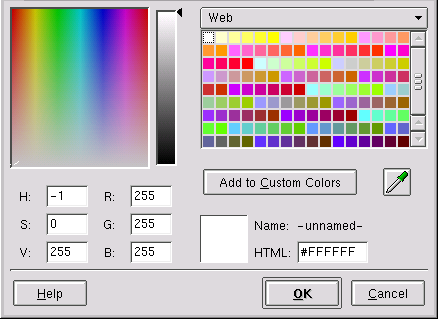 Web
Add to Custom Colors
H: -1 R: 255
S: 0 G: 255
V: 255 B: 255
Name: -unnamed-
HTML: #FFFFFF
Help OK Cancel